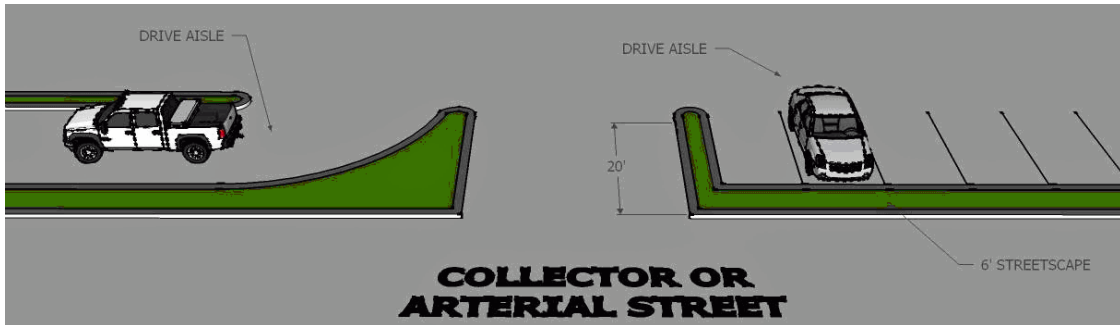 DRIVE AISLE
DRIVE AISLE
20'
6' STREETSCAPE
COLLECTOR OR
ARTERIAL STREET